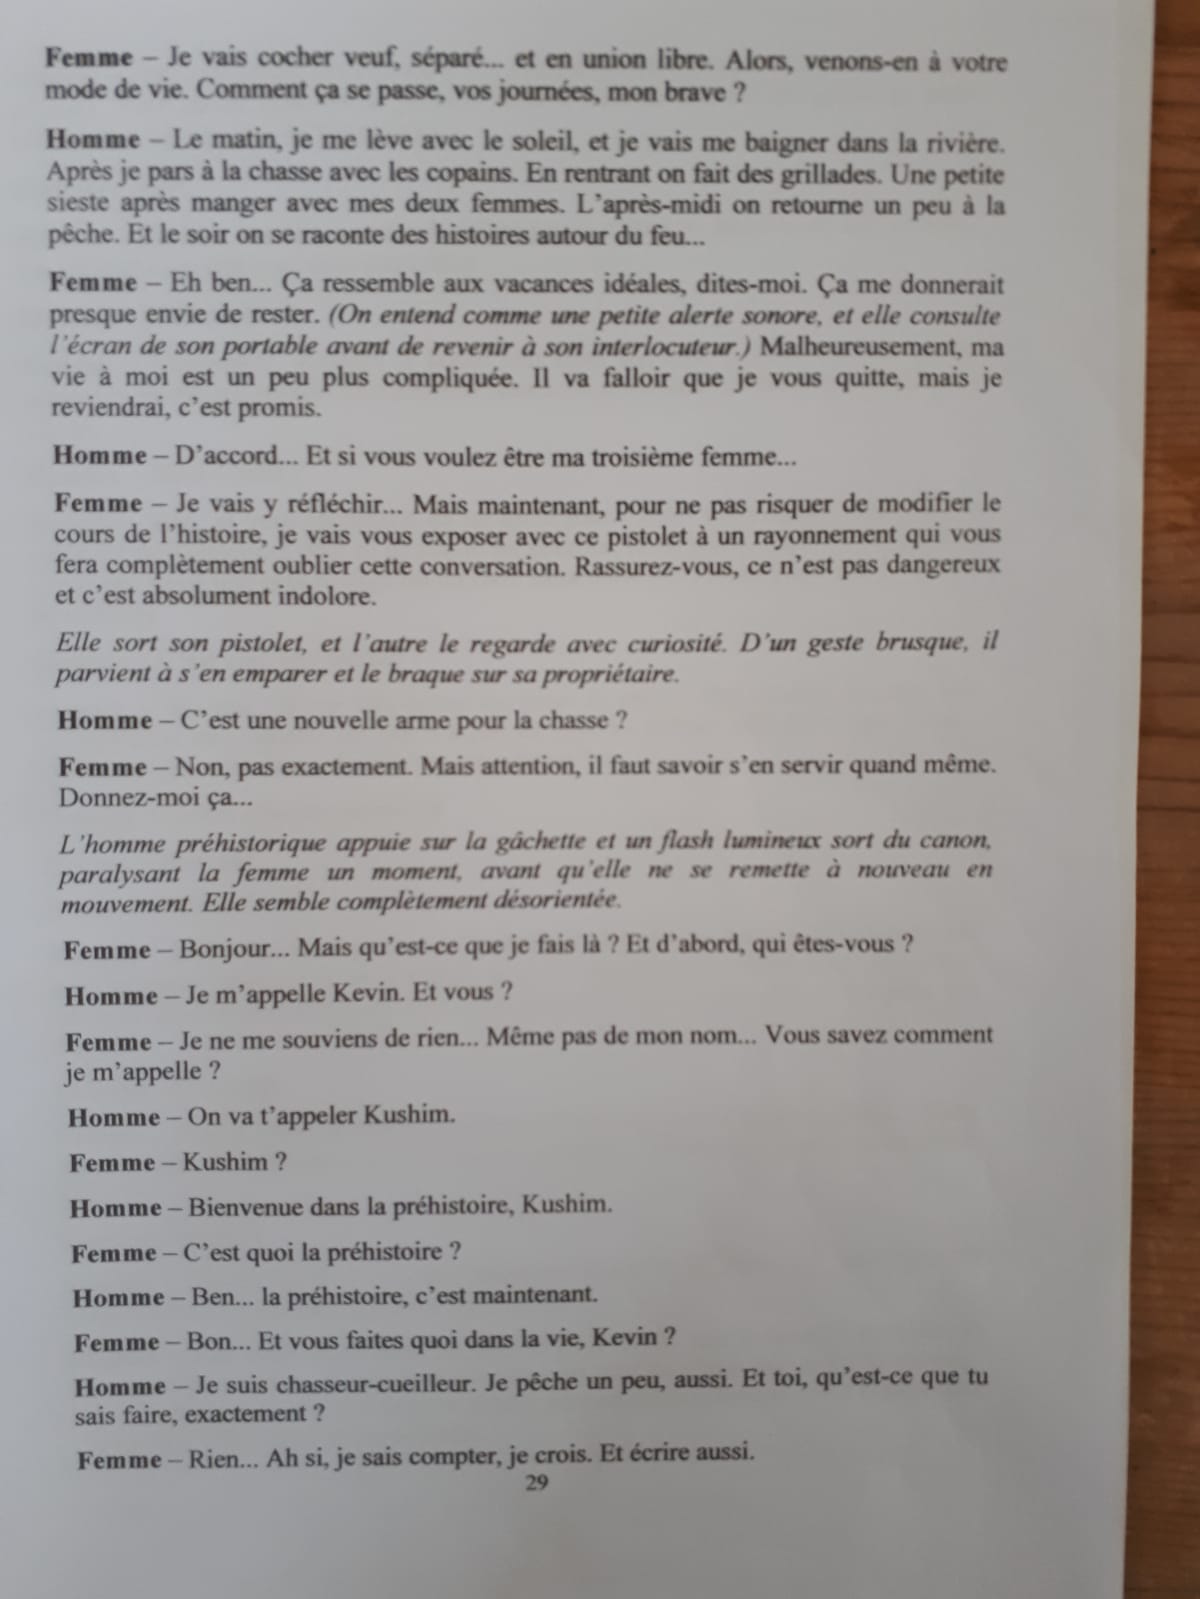 Femme – Je vais cocher veuf, séparé... et en union libre. Alors, venons-en à votre
mode de vie. Comment ça se passe, vos journées, mon brave ?
Homme – Le matin, je me lève avec le soleil, et je vais me baigner dans la rivière.
Après je pars à la chasse avec les copains. En rentrant on fait des grillades. Une petite
sieste après manger avec mes deux femmes. L'après-midi on retourne un peu à la
pêche. Et le soir on se raconte des histoires autour du feu...
Femme – Eh ben... Ça ressemble aux vacances idéales, dites-moi. Ça me donnerait
presque envie de rester. (On entend comme une petite alerte sonore, et elle consulte
l'écran de son portable avant de revenir à son interlocuteur.) Malheureusement, ma
vie à moi est un peu plus compliquée. Il va falloir que je vous quitte, mais je
reviendrai, c'est promis.
Homme – D'accord... Et si vous voulez être ma troisième femme...
Femme – Je vais y réfléchir... Mais maintenant, pour ne pas risquer de modifier le
cours de l'histoire, je vais vous exposer avec ce pistolet à un rayonnement qui vous
fera complètement oublier cette conversation. Rassurez-vous, ce n'est pas dangereux
et c'est absolument indolore.
Elle sort son pistolet, et l'autre le regarde avec curiosité. D'un geste brusque, il
parvient à s'en emparer et le braque sur sa propriétaire.
Homme – C'est une nouvelle arme pour la chasse ?
Femme – Non, pas exactement. Mais attention, il faut savoir s'en servir quand même.
Donnez-moi ça...
L'homme préhistorique appuie sur la gâchette et un flash lumineux sort du canon,
paralysant la femme un moment, avant qu'elle ne se remette à nouveau en
mouvement. Elle semble complètement désorientée.
Femme – Bonjour... Mais qu'est-ce que je fais là ? Et d'abord, qui êtes-vous ?
Homme – Je m'appelle Kevin. Et vous ?
Femme – Je ne me souviens de rien... Même pas de mon nom... Vous savez comment
je m'appelle ?
Homme – On va t'appeler Kushim.
Femme – Kushim ?
Homme – Bienvenue dans la préhistoire, Kushim.
Femme – C'est quoi la préhistoire ?
Homme – Ben... la préhistoire, c'est maintenant.
Femme – Bon... Et vous faites quoi dans la vie, Kevin ?
Homme – Je suis chasseur-cueilleur. Je pêche un peu, aussi. Et toi, qu'est-ce que tu
sais faire, exactement ?
Femme – Rien... Ah si, je sais compter, je crois. Et écrire aussi.
29